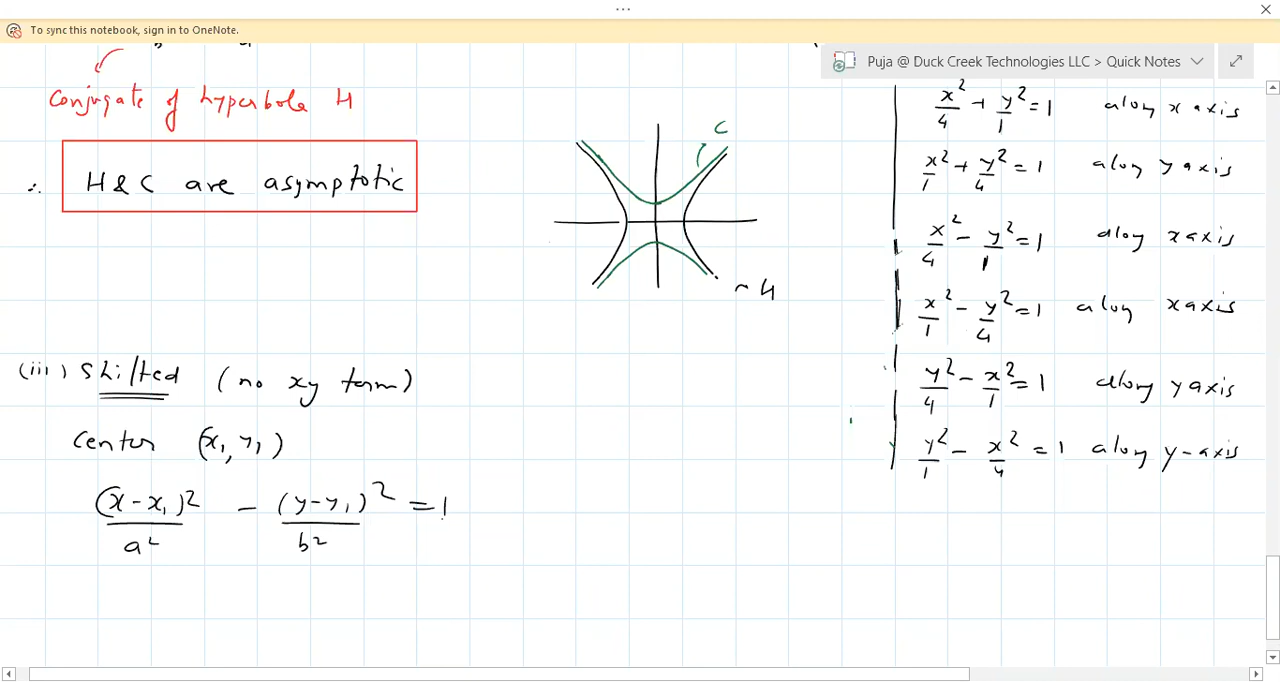 To sync this notebook, sign in to OneNote.
Puja @ Duck Creek Technologies LLC > Quick Notes
Conjugate of hyperbola H
∴ H & C are asymptotic
C
~ H
(iii) Shifted (no xy term)
Center (x₁, y₁)
(x-x₁)²/a² - (y-y₁)²/b² = 1
x²/4 + y²/1 = 1 along x axis
x²/1 + y²/4 = 1 along y axis
x²/4 - y²/1 = 1 along x axis
x²/1 - y²/4 = 1 along x axis
y²/4 - x²/1 = 1 along y axis
y²/1 - x²/4 = 1 along y-axis